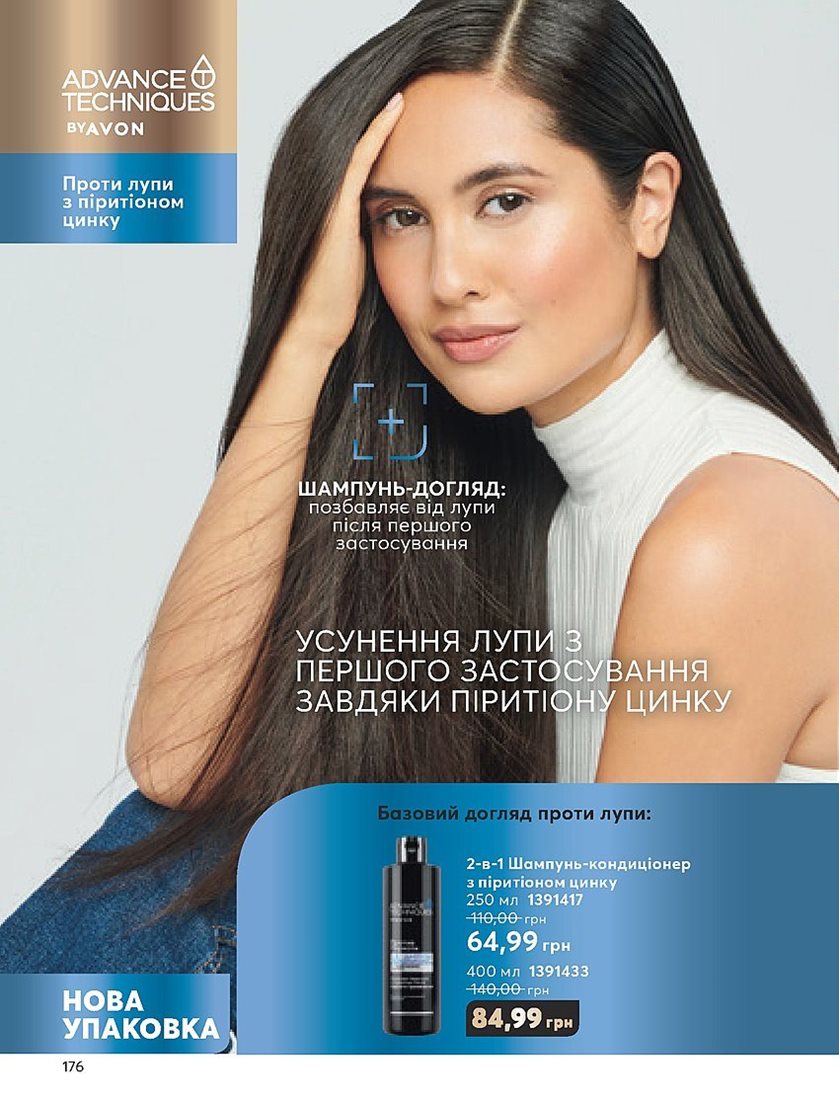 ADVANCE
TECHNIQUES
BY AVON
Проти лупи
з піритіоном
цинку
ШАМПУНЬ-ДОГЛЯД:
позбавляє від лупи
після першого
застосування
УСУНЕННЯ ЛУПИ З
ПЕРШОГО ЗАСТОСУВАННЯ
ЗАВДЯКИ ПІРИТІОНУ ЦИНКУ
Базовий догляд проти лупи:
ADVANCE
TECHNIQUES
2-в-1 Шампунь-кондиціонер
з піритіоном цинку
250 мл 1391417
110,00 грн
64,99 грн
400 мл 1391433
140,00 грн
84,99 грн
НОВА
УПАКОВКА
176